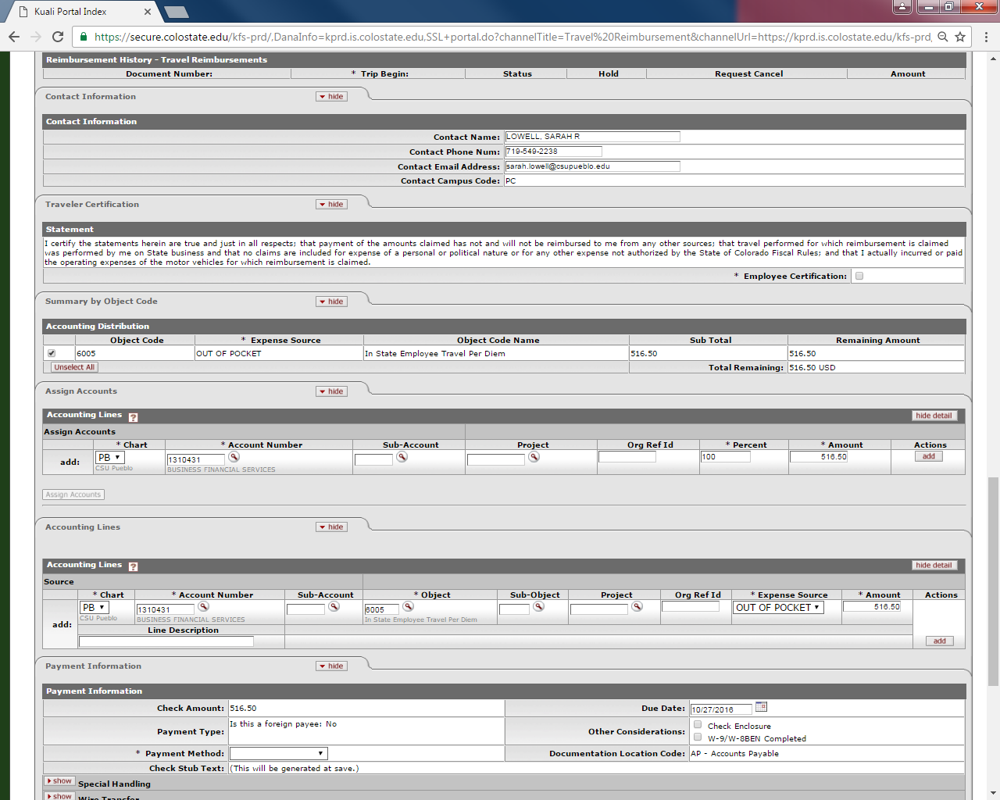 Kuali Portal Index
https://secure.colostate.edu/kfs-prd/,DanaInfo=kprd.is.colostate.edu,SSL+portal.do?channelTitle=Travel%20Reimbursement&channelUrl=https://kprd.is.colostate.edu/kfs-prd
Reimbursement History - Travel Reimbursements
Document Number: * Trip Begin: Status Hold Request Cancel Amount
Contact Information hide
Contact Information
Contact Name: LOWELL, SARAH R
Contact Phone Num: 719-549-2238
Contact Email Address: sarah.lowell@csupueblo.edu
Contact Campus Code: PC
Traveler Certification hide
Statement
I certify the statements herein are true and just in all respects; that payment of the amounts claimed has not and will not be reimbursed to me from any other sources; that travel performed for which reimbursement is claimed
was performed by me on State business and that no claims are included for expense of a personal or political nature or for any other expense not authorized by the State of Colorado Fiscal Rules; and that I actually incurred or paid
the operating expenses of the motor vehicles for which reimbursement is claimed.
* Employee Certification:
Summary by Object Code hide
Accounting Distribution
Object Code * Expense Source Object Code Name Sub Total Remaining Amount
6005 OUT OF POCKET In State Employee Travel Per Diem 516.50 516.50
Unselect All Total Remaining: 516.50 USD
Assign Accounts hide
Accounting Lines ? hide detail
Assign Accounts
* Chart * Account Number Sub-Account Project Org Ref Id * Percent * Amount Actions
add: PB 1310431 100 516.50 add
CSU Pueblo BUSINESS FINANCIAL SERVICES
Assign Accounts
Accounting Lines hide
Accounting Lines ? hide detail
Source
* Chart * Account Number Sub-Account * Object Sub-Object Project Org Ref Id * Expense Source * Amount Actions
add: PB 1310431 6005 OUT OF POCKET 516.50
CSU Pueblo BUSINESS FINANCIAL SERVICES In State Employee Travel Per Diem
Line Description
add
Payment Information hide
Payment Information
Check Amount: 516.50 Due Date: 10/27/2016
Payment Type: Is this a foreign payee: No Other Considerations: Check Enclosure
W-9/W-8BEN Completed
* Payment Method: Documentation Location Code: AP - Accounts Payable
Check Stub Text: (This will be generated at save.)
show Special Handling
show Wire Transfer